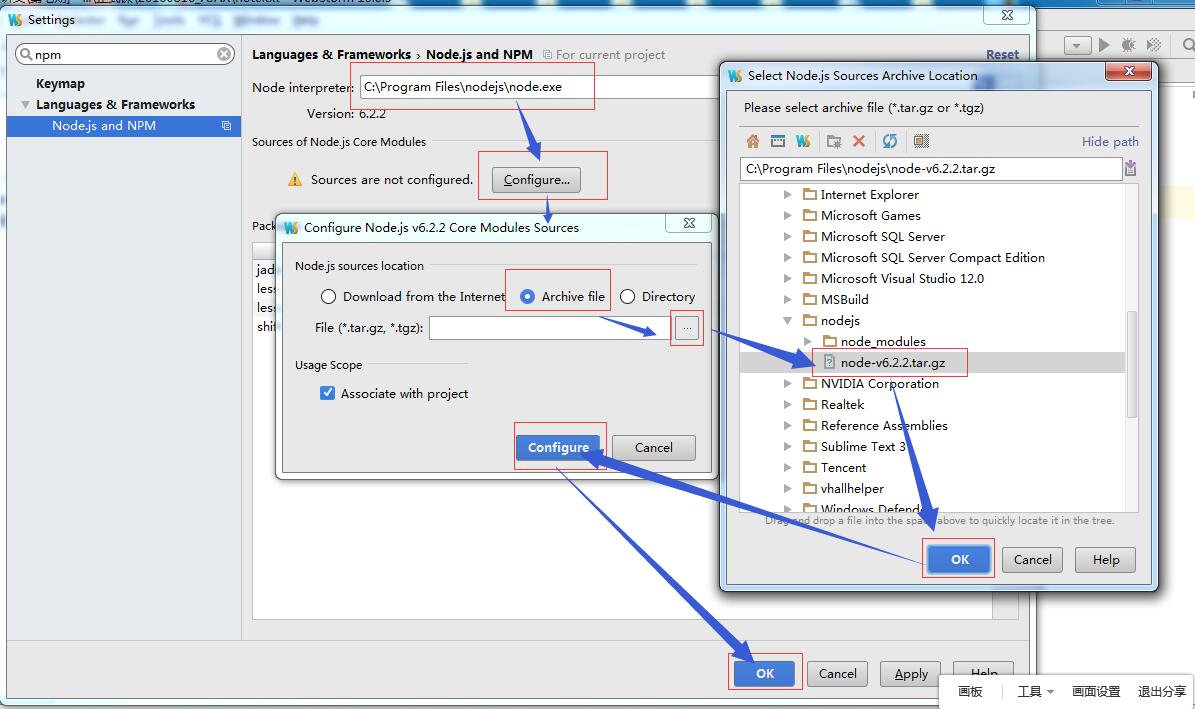 Settings
npm
Keymap
Languages & Frameworks
Node.js and NPM
Languages & Frameworks › Node.js and NPM
For current project
Reset
Node interpreter:
C:\Program Files\nodejs\node.exe
Version: 6.2.2
Sources of Node.js Core Modules
Sources are not configured.
Configure...
Pack
jad
less
less
shif
Configure Node.js v6.2.2 Core Modules Sources
Node.js sources location
Download from the Internet
Archive file
Directory
File (*.tar.gz, *.tgz):
...
Usage Scope
Associate with project
Configure
Cancel
Select Node.js Sources Archive Location
Please select archive file (*.tar.gz or *.tgz)
Hide path
C:\Program Files\nodejs\node-v6.2.2.tar.gz
Internet Explorer
Microsoft Games
Microsoft SQL Server
Microsoft SQL Server Compact Edition
Microsoft Visual Studio 12.0
MSBuild
nodejs
node_modules
node-v6.2.2.tar.gz
NVIDIA Corporation
Realtek
Reference Assemblies
Sublime Text 3
Tencent
vhallhelper
Windows Defender
Drag and drop a file into the space above to quickly locate it in the tree.
OK
Cancel
Help
OK
Cancel
Apply
Help
画板
工具
画面设置
退出分享